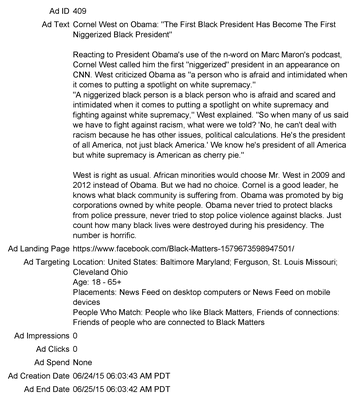 Ad ID 409
Ad Text Cornel West on Obama: "The First Black President Has Become The First
Niggerized Black President"
Reacting to President Obama's use of the n-word on Marc Maron's podcast,
Cornel West called him the first "niggerized" president in an appearance on
CNN. West criticized Obama as "a person who is afraid and intimidated when
it comes to putting a spotlight on white supremacy."
"A niggerized black person is a black person who is afraid and scared and
intimidated when it comes to putting a spotlight on white supremacy and
fighting against white supremacy," West explained. "So when many of us said
we have to fight against racism, what were we told? 'No, he can't deal with
racism because he has other issues, political calculations. He's the president
of all America, not just black America.' We know he's president of all America
but white supremacy is American as cherry pie."
West is right as usual. African minorities would choose Mr. West in 2009 and
2012 instead of Obama. But we had no choice. Cornel is a good leader, he
knows what black community is suffering from. Obama was promoted by big
corporations owned by white people. Obama never tried to protect blacks
from police pressure, never tried to stop police violence against blacks. Just
count how many black lives were destroyed during his presidency. The
number is horrific.
Ad Landing Page https://www.facebook.com/Black-Matters-1579673598947501/
Ad Targeting Location: United States: Baltimore Maryland; Ferguson, St. Louis Missouri;
Cleveland Ohio
Age: 18 - 65+
Placements: News Feed on desktop computers or News Feed on mobile
devices
People Who Match: People who like Black Matters, Friends of connections:
Friends of people who are connected to Black Matters
Ad Impressions 0
Ad Clicks 0
Ad Spend None
Ad Creation Date 06/24/15 06:03:43 AM PDT
Ad End Date 06/25/15 06:03:42 AM PDT